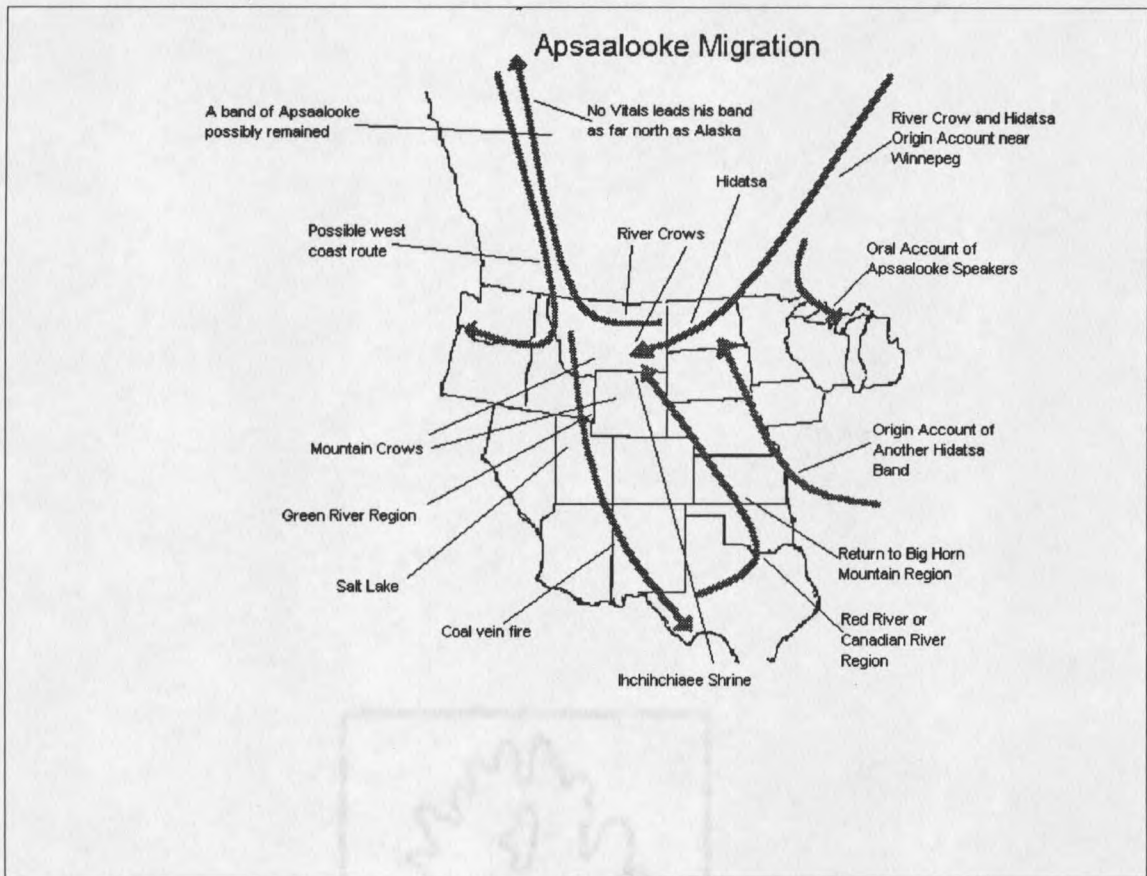 Apsaalooke Migration
A band of Apsaalooke
possibly remained
No Vitals leads his band
as far north as Alaska
River Crow and Hidatsa
Origin Account near
Winnepeg
Hidatsa
Possible west
coast route
River Crows
Oral Account of
Apsaalooke Speakers
Mountain Crows
Origin Account of
Another Hidatsa
Band
Green River Region
Return to Big Horn
Mountain Region
Salt Lake
Coal vein fire
Red River or
Canadian River
Region
Ihchihchiaee Shrine